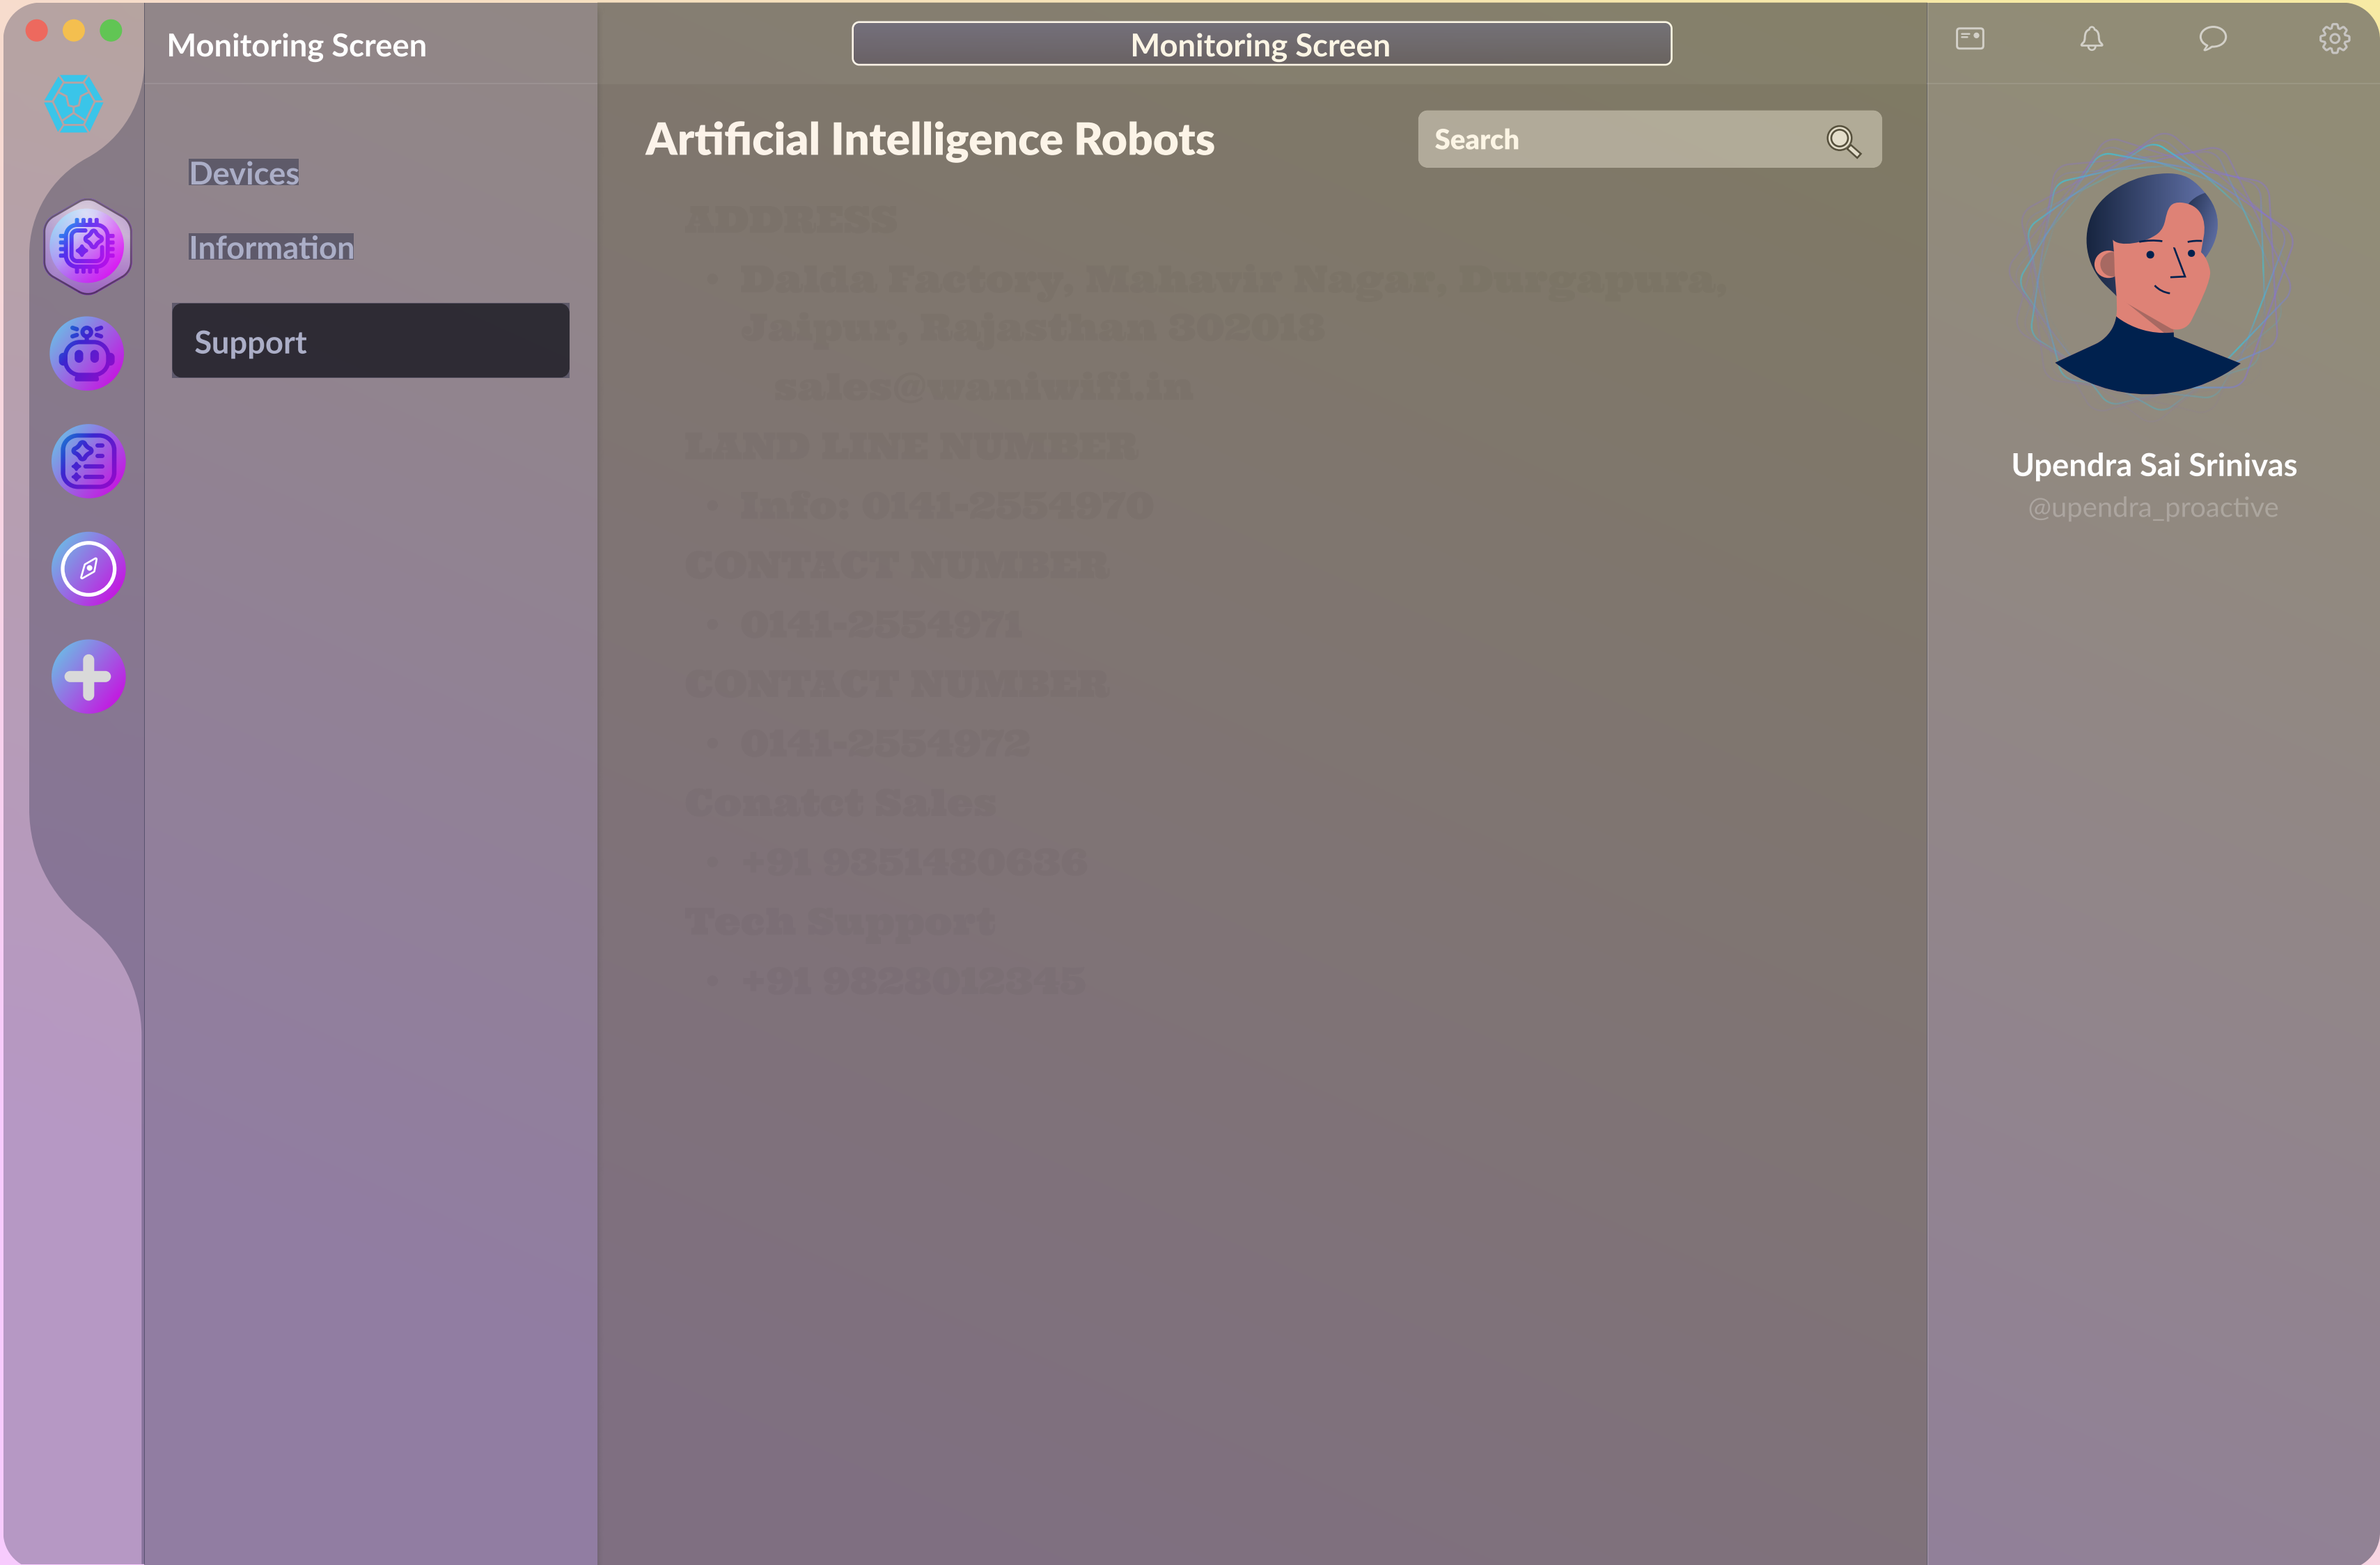 Monitoring Screen
Monitoring Screen
Devices
Information
Support
Artificial Intelligence Robots
Search
ADDRESS
• Dalda Factory, Mahavir Nagar, Durgapura,
Jaipur, Rajasthan 302018
sales@waniwifi.in
LAND LINE NUMBER
• Info: 0141-2554970
CONTACT NUMBER
• 0141-2554971
CONTACT NUMBER
• 0141-2554972
Conatct Sales
• +91 9351480636
Tech Support
• +91 9828012345
Upendra Sai Srinivas
@upendra_proactive